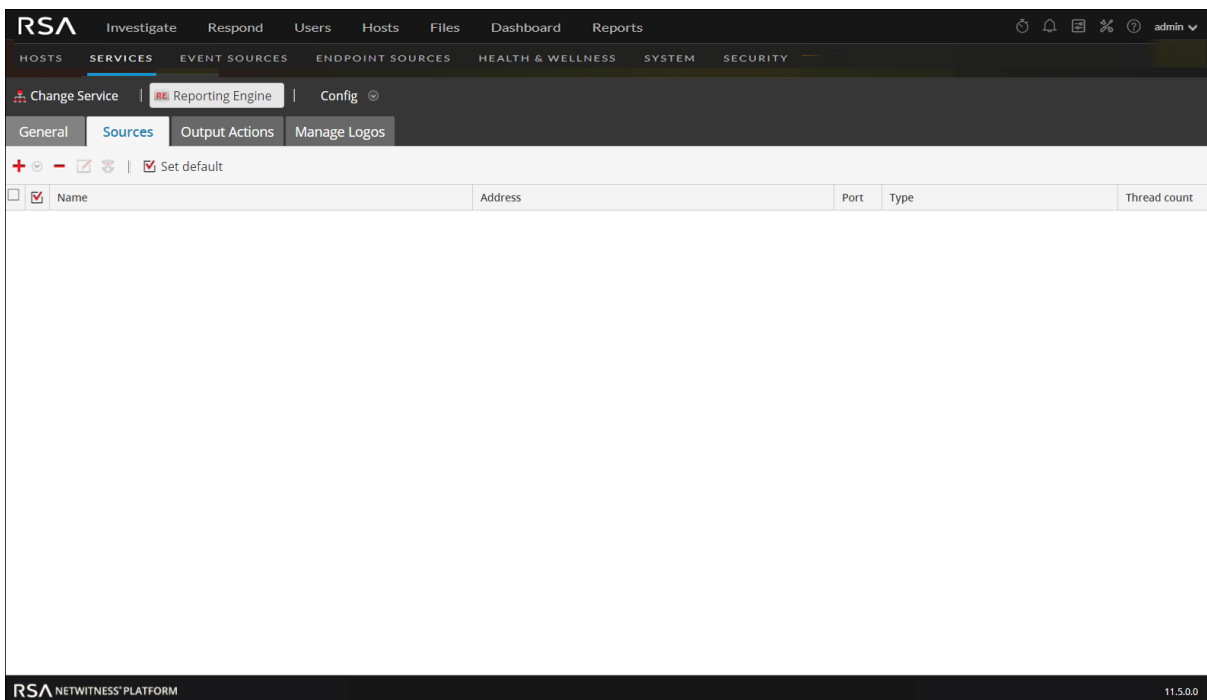 RSA Investigate Respond Users Hosts Files Dashboard Reports admin
HOSTS SERVICES EVENT SOURCES ENDPOINT SOURCES HEALTH & WELLNESS SYSTEM SECURITY
Change Service | RE Reporting Engine | Config
General Sources Output Actions Manage Logos
| Set default
Name Address Port Type Thread count
RSA NETWITNESS® PLATFORM 11.5.0.0